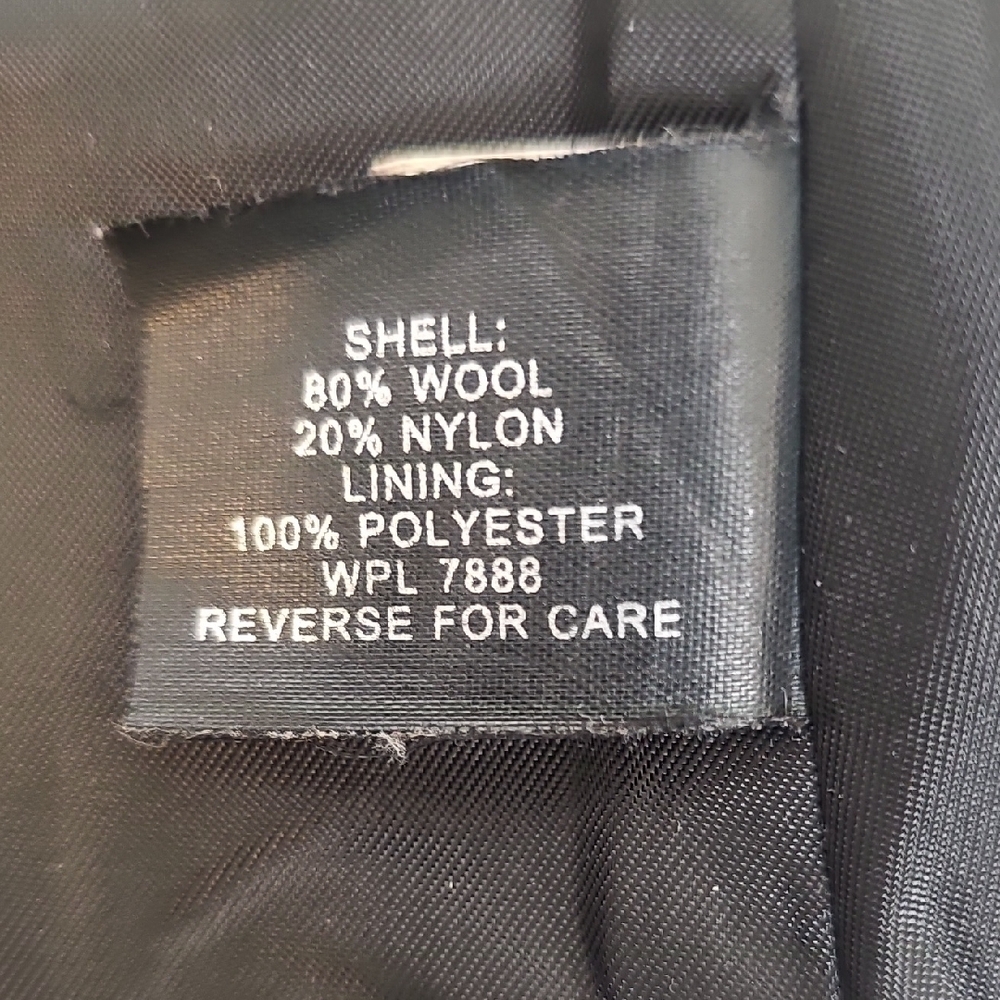 SHELL:
80% WOOL
20% NYLON
LINING:
100% POLYESTER
WPL 7888
REVERSE FOR CARE